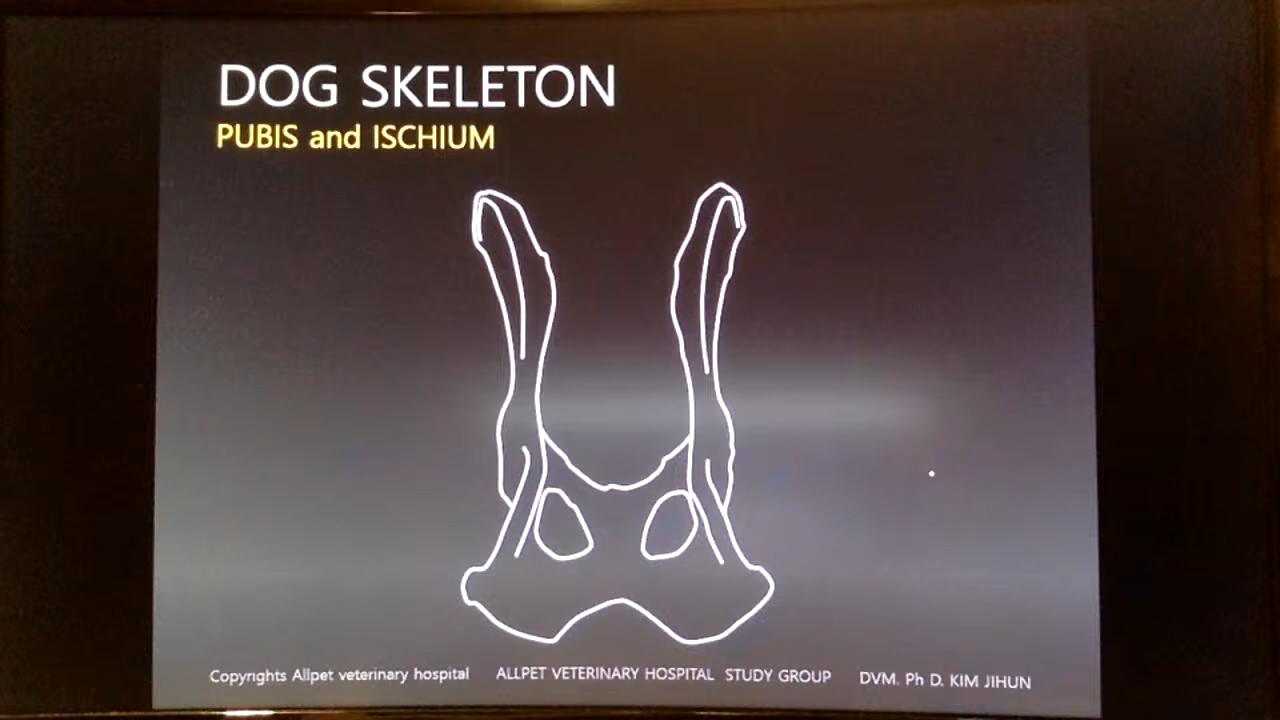 DOG SKELETON
PUBIS and ISCHIUM
Copyrights Allpet veterinary hospital ALLPET VETERINARY HOSPITAL STUDY GROUP DVM. Ph D. KIM JIHUN